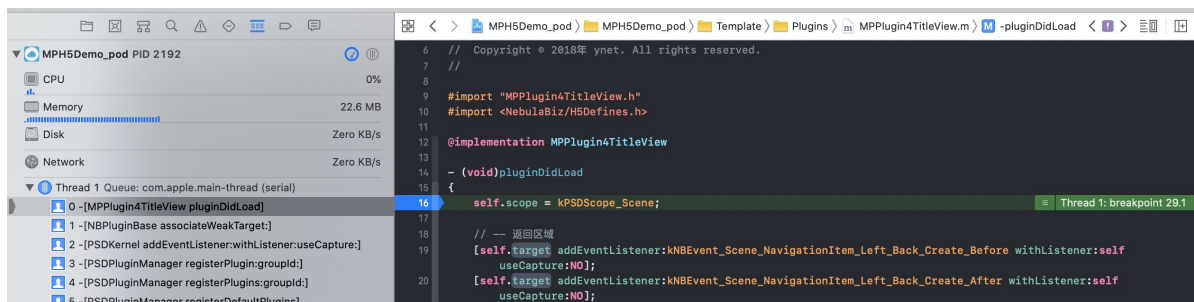 MPH5Demo_pod 〉 MPH5Demo_pod 〉 Template 〉 Plugins 〉 m MPPlugin4TitleView.m 〉 M -pluginDidLoad
MPH5Demo_pod PID 2192
CPU 0%
Memory 22.6 MB
Disk Zero KB/s
Network Zero KB/s
Thread 1 Queue: com.apple.main-thread (serial)
0 -[MPPlugin4TitleView pluginDidLoad]
1 -[NBPluginBase associateWeakTarget:]
2 -[PSDKernel addEventListener:withListener:useCapture:]
3 -[PSDPluginManager registerPlugin:groupId:]
4 -[PSDPluginManager registerPlugins:groupId:]
5 -[PSDPluginManager registerDefaultPlugins]
6 // Copyright © 2018年 ynet. All rights reserved.
7 //
8
9 #import "MPPlugin4TitleView.h"
10 #import <NebulaBiz/H5Defines.h>
11
12 @implementation MPPlugin4TitleView
13
14 - (void)pluginDidLoad
15 {
16 self.scope = kPSDScope_Scene; = Thread 1: breakpoint 29.1
17
18 // -- 返回区域
19 [self.target addEventListener:kNBEvent_Scene_NavigationItem_Left_Back_Create_Before withListener:self
useCapture:NO];
20 [self.target addEventListener:kNBEvent_Scene_NavigationItem_Left_Back_Create_After withListener:self
useCapture:NO];